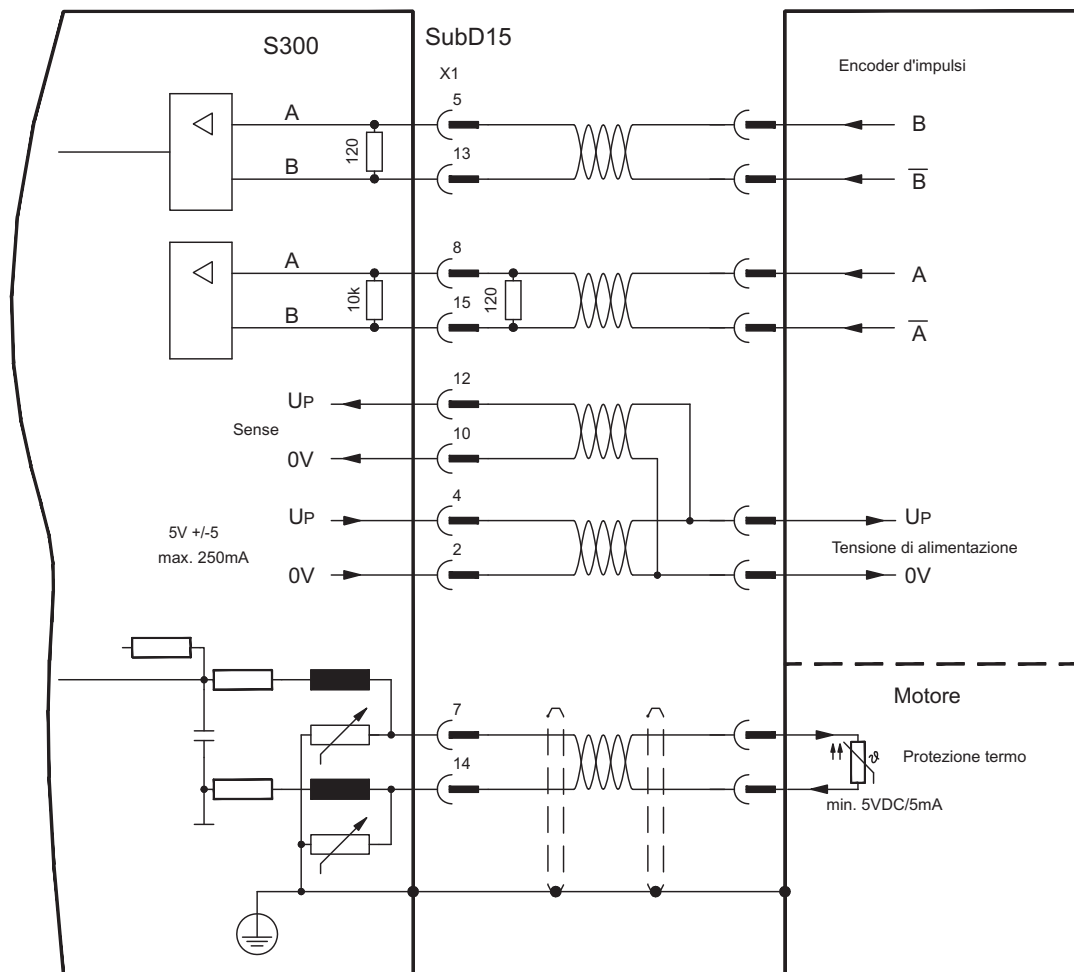 S300
SubD15
X1
Encoder d'impulsi
A
5
B
120
B
13
B̅
A
8
A
10k
120
B
15
A̅
UP
12
Sense
0V
10
5V +/-5
max. 250mA
UP
4
UP
Tensione di alimentazione
0V
2
0V
Motore
7
ϑ
Protezione termo
14
min. 5VDC/5mA